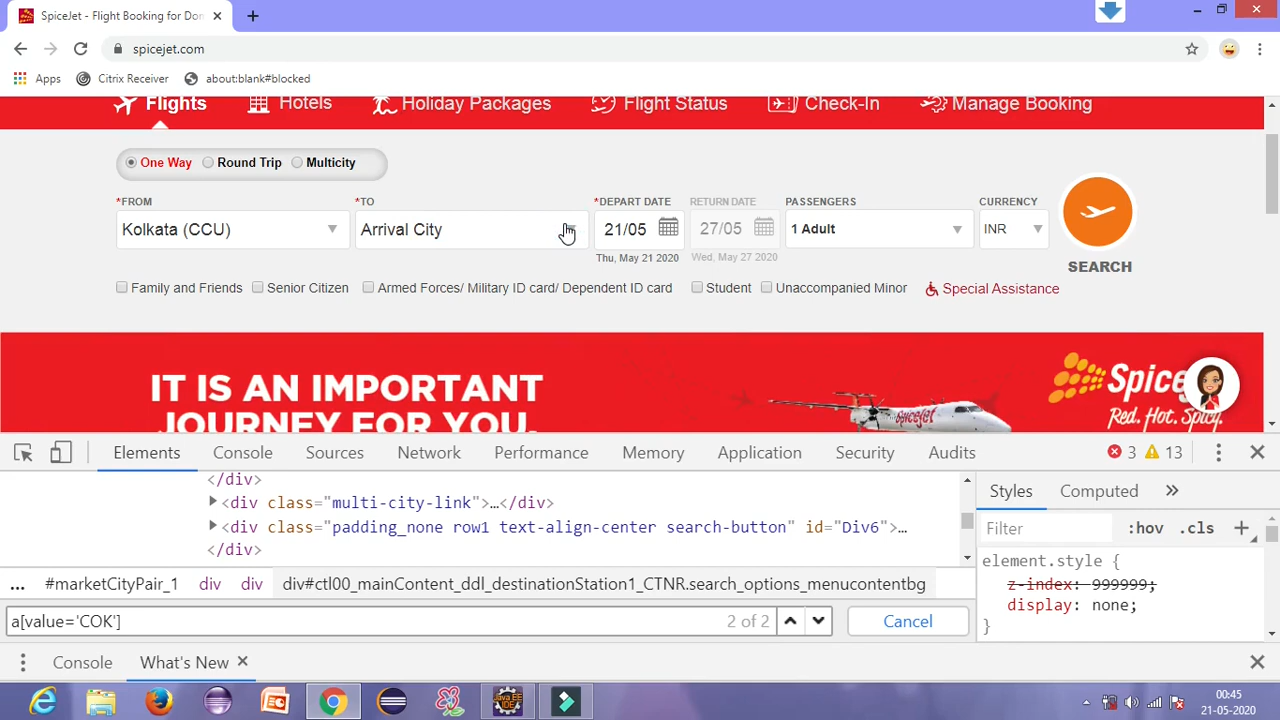 SpiceJet - Flight Booking for Don
spicejet.com
Apps Citrix Receiver about:blank#blocked
Flights Hotels Holiday Packages Flight Status Check-In Manage Booking
One Way Round Trip Multicity
*FROM *TO *DEPART DATE RETURN DATE PASSENGERS CURRENCY
Kolkata (CCU) Arrival City 21/05 27/05 1 Adult INR
Thu, May 21 2020 Wed, May 27 2020 SEARCH
Family and Friends Senior Citizen Armed Forces/ Military ID card/ Dependent ID card Student Unaccompanied Minor Special Assistance
IT IS AN IMPORTANT
JOURNEY FOR YOU.
SpiceJet
Red. Hot. Spicy.
Elements Console Sources Network Performance Memory Application Security Audits 3 13
</div>
<div class="multi-city-link">…</div>
<div class="padding_none row1 text-align-center search-button" id="Div6">…
</div>
... #marketCityPair_1 div div div#ctl00_mainContent_ddl_destinationStation1_CTNR.search_options_menucontentbg
a[value='COK'] 2 of 2 Cancel
Styles Computed
Filter :hov .cls
element.style {
z-index: 999999;
display: none;
}
Console What's New
Java EE
IDE
00:45
21-05-2020